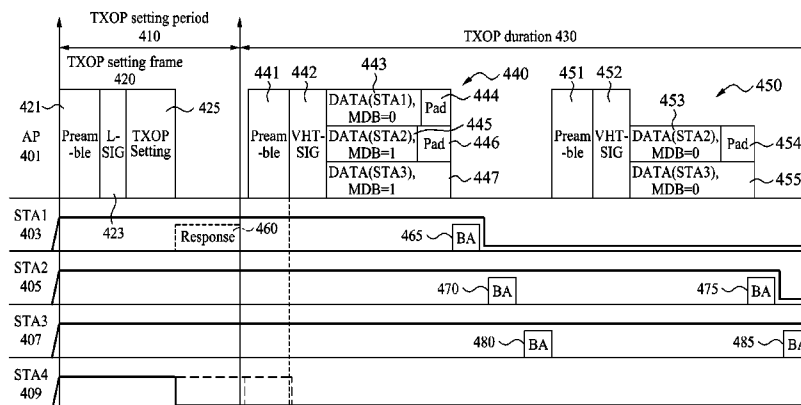 TXOP setting period
410
TXOP duration 430
TXOP setting frame
420
421
425
AP
401
Pream
-ble
L-
SIG
TXOP
Setting
423
441
442
443
440
Pream
-ble
VHT-
SIG
DATA(STA1),
MDB=0
Pad
444
DATA(STA2),
MDB=1
445
Pad
446
DATA(STA3),
MDB=1
447
451
452
450
453
Pream
-ble
VHT-
SIG
DATA(STA2),
MDB=0
Pad
454
DATA(STA3),
MDB=0
455
STA1
403
Response
460
465
BA
STA2
405
470
BA
475
BA
STA3
407
480
BA
485
BA
STA4
409